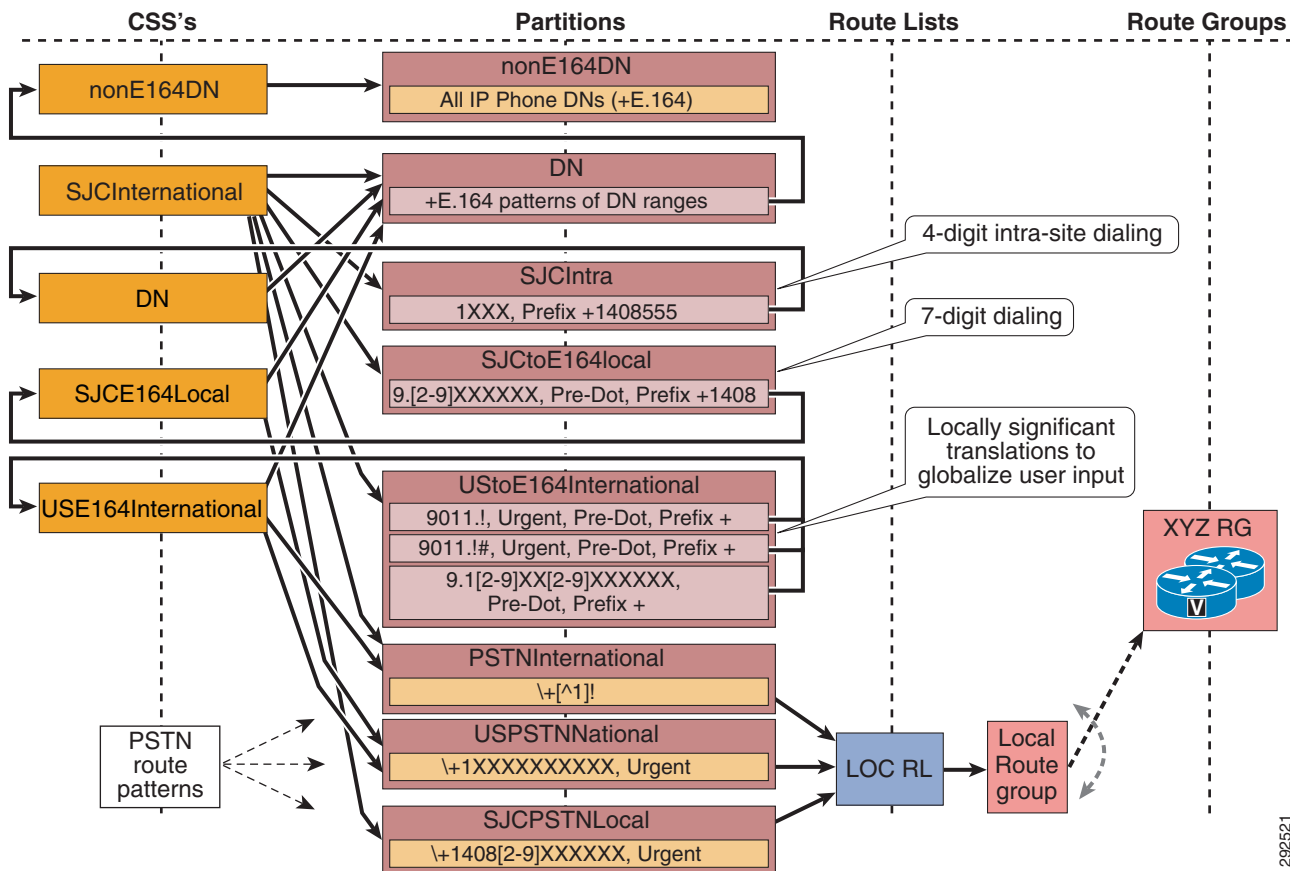 CSS's
Partitions
Route Lists
Route Groups
nonE164DN
nonE164DN
All IP Phone DNs (+E.164)
SJCInternational
DN
+E.164 patterns of DN ranges
4-digit intra-site dialing
DN
SJCIntra
1XXX, Prefix +1408555
7-digit dialing
SJCE164Local
SJCtoE164local
9.[2-9]XXXXXX, Pre-Dot, Prefix +1408
Locally significant
translations to
globalize user input
USE164International
UStoE164International
9011.!, Urgent, Pre-Dot, Prefix +
9011.!#, Urgent, Pre-Dot, Prefix +
9.1[2-9]XX[2-9]XXXXXX,
Pre-Dot, Prefix +
XYZ RG
V
PSTNInternational
\+[^1]!
PSTN
route
patterns
USPSTNNational
\+1XXXXXXXXXX, Urgent
LOC RL
Local
Route
group
SJCPSTNLocal
\+1408[2-9]XXXXXX, Urgent
292521